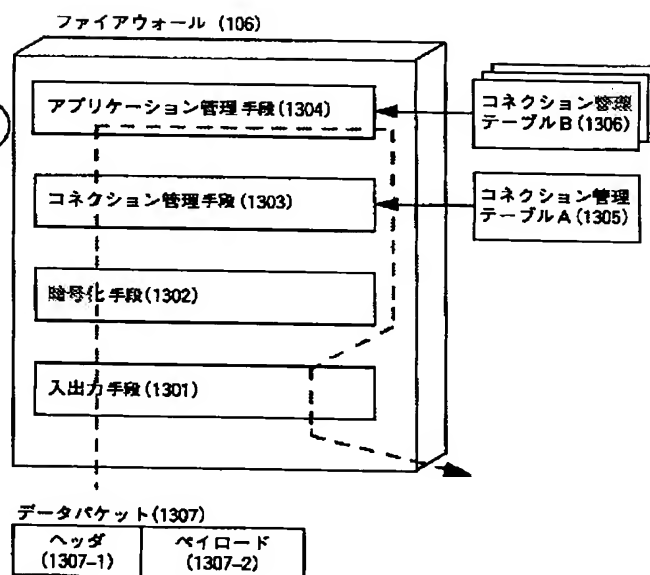 ファイアウォール (106)
アプリケーション管理手段(1304)
コネクション管理
テーブルB(1306)
コネクション管理手段(1303)
コネクション管理
テーブルA(1305)
暗号化手段(1302)
入出力手段(1301)
データパケット(1307)
ヘッダ
(1307-1)
ペイロード
(1307-2)